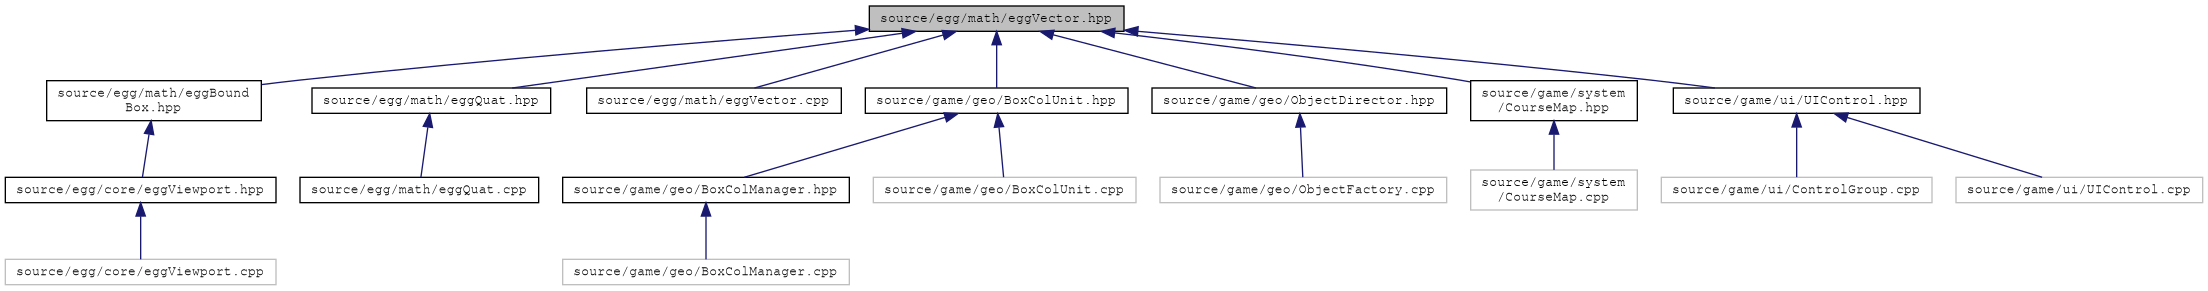 source/egg/math/eggVector.hpp
source/egg/math/eggBound
Box.hpp
source/egg/math/eggQuat.hpp
source/egg/math/eggVector.cpp
source/game/geo/BoxColUnit.hpp
source/game/geo/ObjectDirector.hpp
source/game/system
/CourseMap.hpp
source/game/ui/UIControl.hpp
source/egg/core/eggViewport.hpp
source/egg/math/eggQuat.cpp
source/game/geo/BoxColManager.hpp
source/game/geo/BoxColUnit.cpp
source/game/geo/ObjectFactory.cpp
source/game/system
/CourseMap.cpp
source/game/ui/ControlGroup.cpp
source/game/ui/UIControl.cpp
source/egg/core/eggViewport.cpp
source/game/geo/BoxColManager.cpp